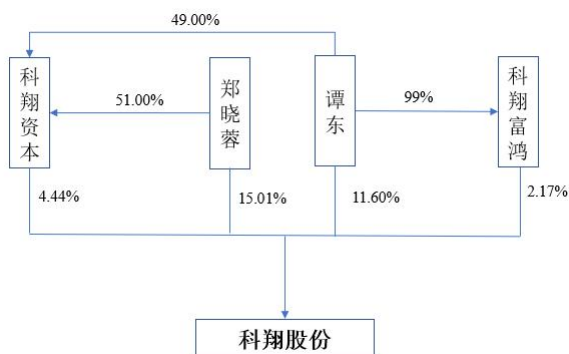 49.00%
科翔资本
51.00%
郑晓蓉
谭东
99%
科翔富鸿
4.44%
15.01%
11.60%
2.17%
科翔股份